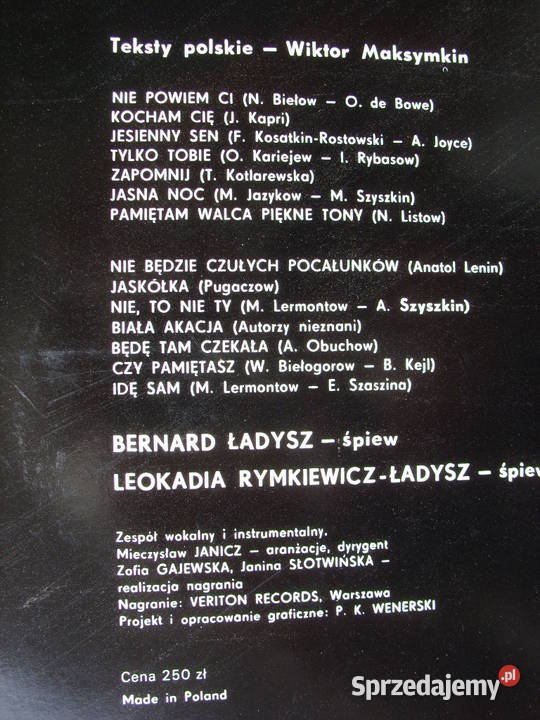 Teksty polskie – Wiktor Maksymkin
NIE POWIEM CI (N. Biełow – O. de Bowe)
KOCHAM CIĘ (J. Kapri)
JESIENNY SEN (F. Kosatkin-Rostowski – A. Joyce)
TYLKO TOBIE (O. Kariejew – I. Rybasow)
ZAPOMNIJ (T. Kotlarewska)
JASNA NOC (M. Jazykow – M. Szyszkin)
PAMIĘTAM WALCA PIĘKNE TONY (N. Listow)
NIE BĘDZIE CZUŁYCH POCAŁUNKÓW (Anatol Lenin)
JASKÓŁKA (Pugaczow)
NIE, TO NIE TY (M. Lermontow – A. Szyszkin)
BIAŁA AKACJA (Autorzy nieznani)
BĘDĘ TAM CZEKAŁA (A. Obuchow)
CZY PAMIĘTASZ (W. Biełogorow – B. Kejl)
IDĘ SAM (M. Lermontow – E. Szaszina)
BERNARD ŁADYSZ – śpiew
LEOKADIA RYMKIEWICZ-ŁADYSZ – śpiew
Zespół wokalny i instrumentalny.
Mieczysław JANICZ – aranżacje, dyrygent
Zofia GAJEWSKA, Janina SŁOTWIŃSKA –
realizacja nagrania
Nagranie: VERITON RECORDS, Warszawa
Projekt i opracowanie graficzne: P. K. WENERSKI
Cena 250 zł
Made in Poland
Sprzedajemy.pl